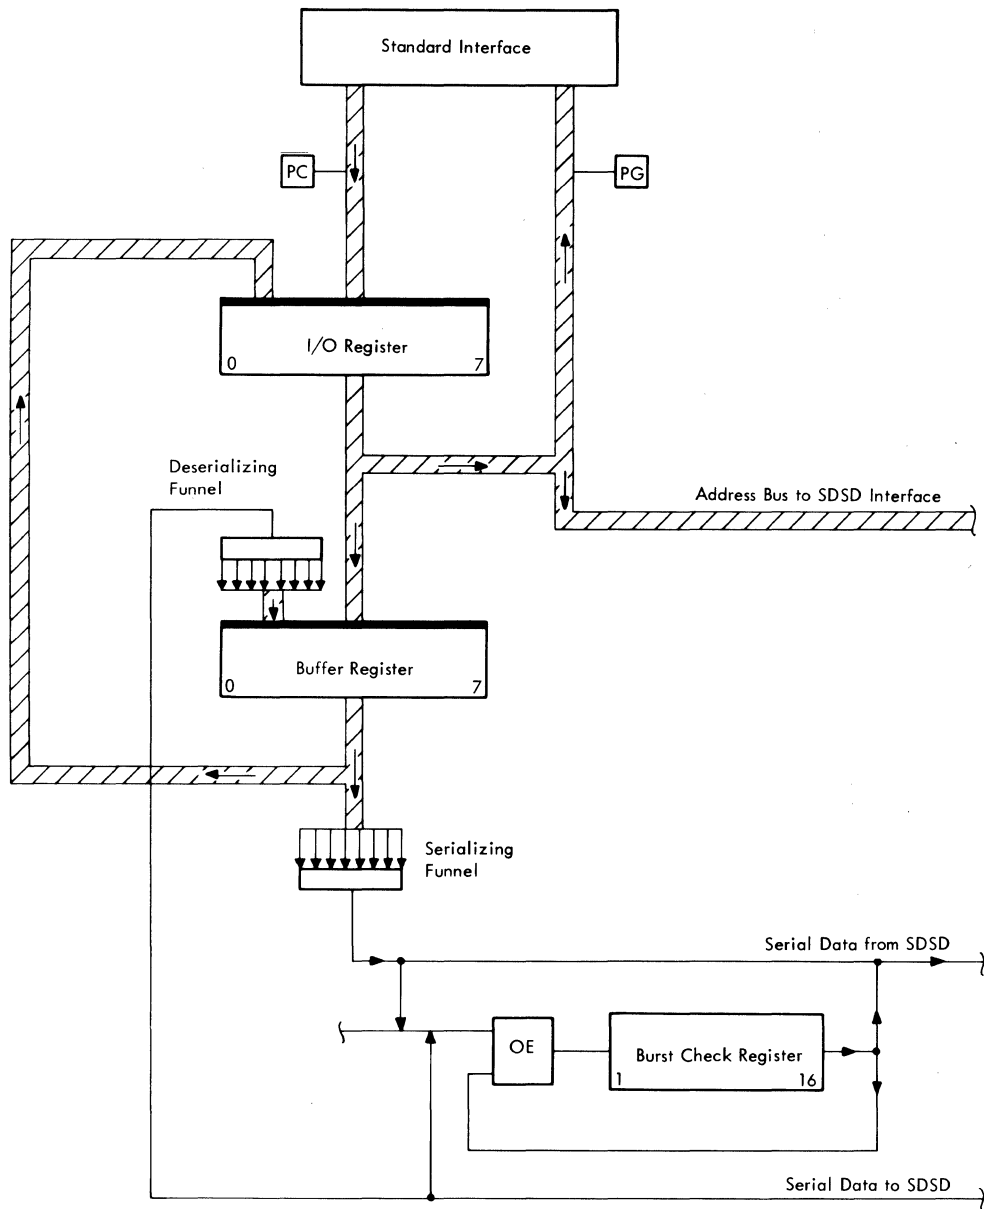 Standard Interface
PC
PG
I/O Register
0
7
Deserializing
Funnel
Address Bus to SDSD Interface
Buffer Register
0
7
Serializing
Funnel
Serial Data from SDSD
OE
Burst Check Register
1
16
Serial Data to SDSD